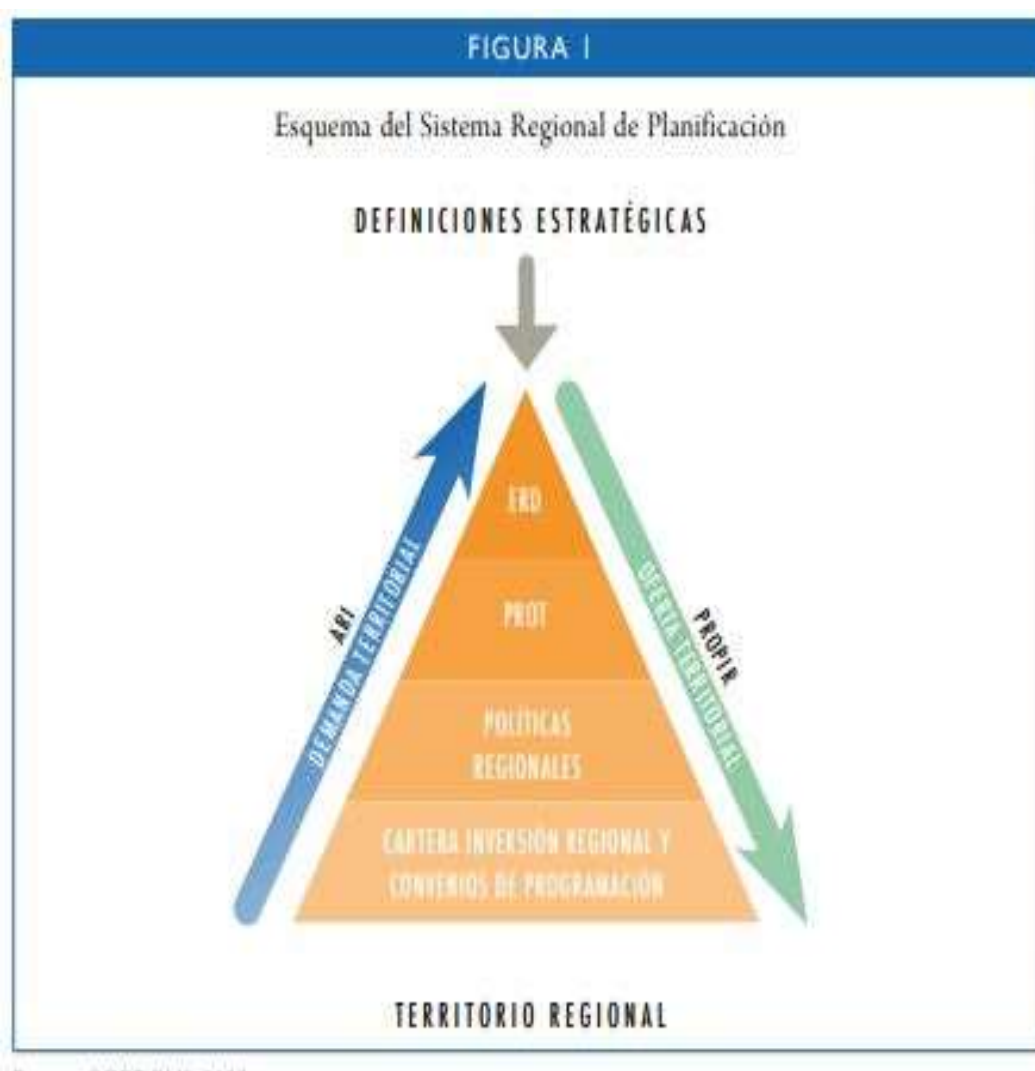 FIGURA 1
Esquema del Sistema Regional de Planificación
DEFINICIONES ESTRATÉGICAS
ERD
PROT
POLÍTICAS
REGIONALES
CARTERA INVERSIÓN REGIONAL Y
CONVENIOS DE PROGRAMACIÓN
ARI
DEMANDA TERRITORIAL
OFERTA TERRITORIAL
PROPIR
TERRITORIO REGIONAL